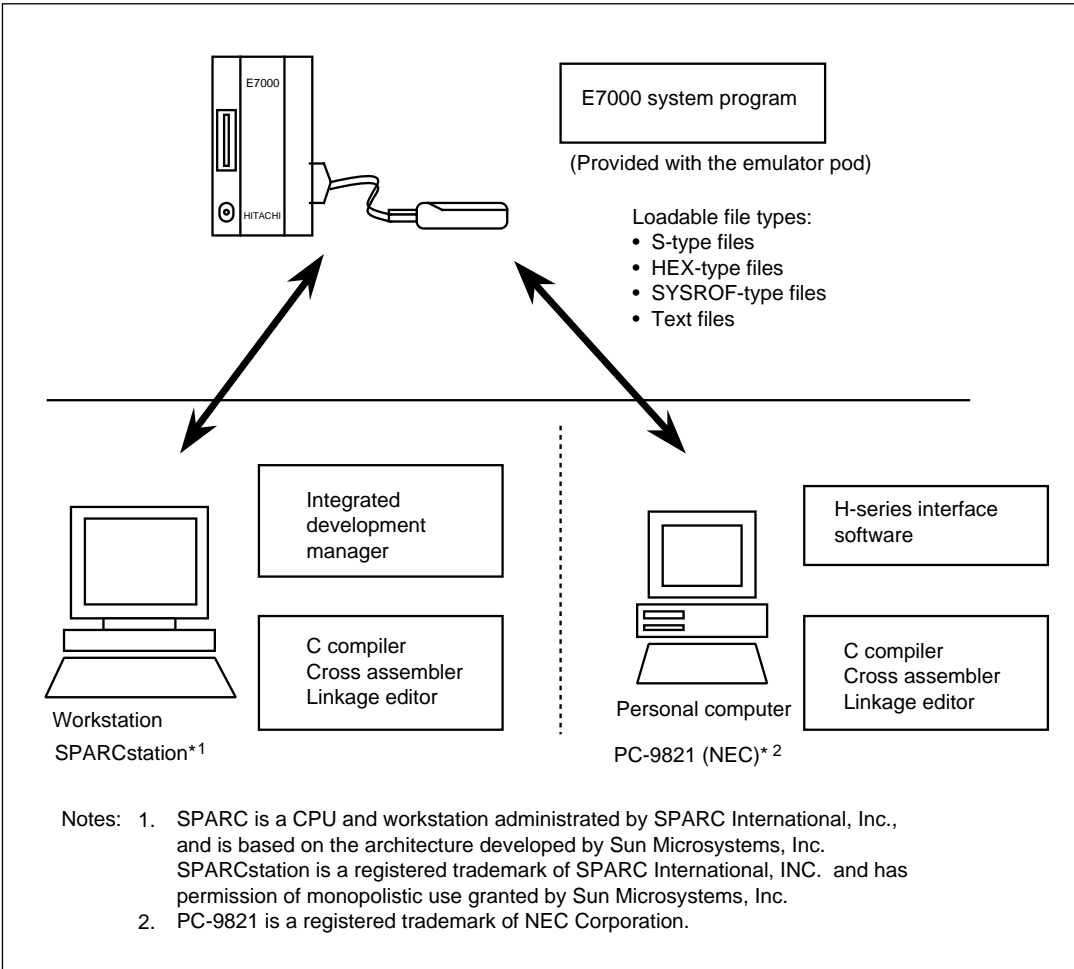 E7000
HITACHI
E7000 system program
(Provided with the emulator pod)
Loadable file types:
• S-type files
• HEX-type files
• SYSROF-type files
• Text files
Integrated
development
manager
C compiler
Cross assembler
Linkage editor
Workstation
SPARCstation*1
H-series interface
software
C compiler
Cross assembler
Linkage editor
Personal computer
PC-9821 (NEC)* 2
Notes: 1. SPARC is a CPU and workstation administrated by SPARC International, Inc.,
and is based on the architecture developed by Sun Microsystems, Inc.
SPARCstation is a registered trademark of SPARC International, INC. and has
permission of monopolistic use granted by Sun Microsystems, Inc.
2. PC-9821 is a registered trademark of NEC Corporation.